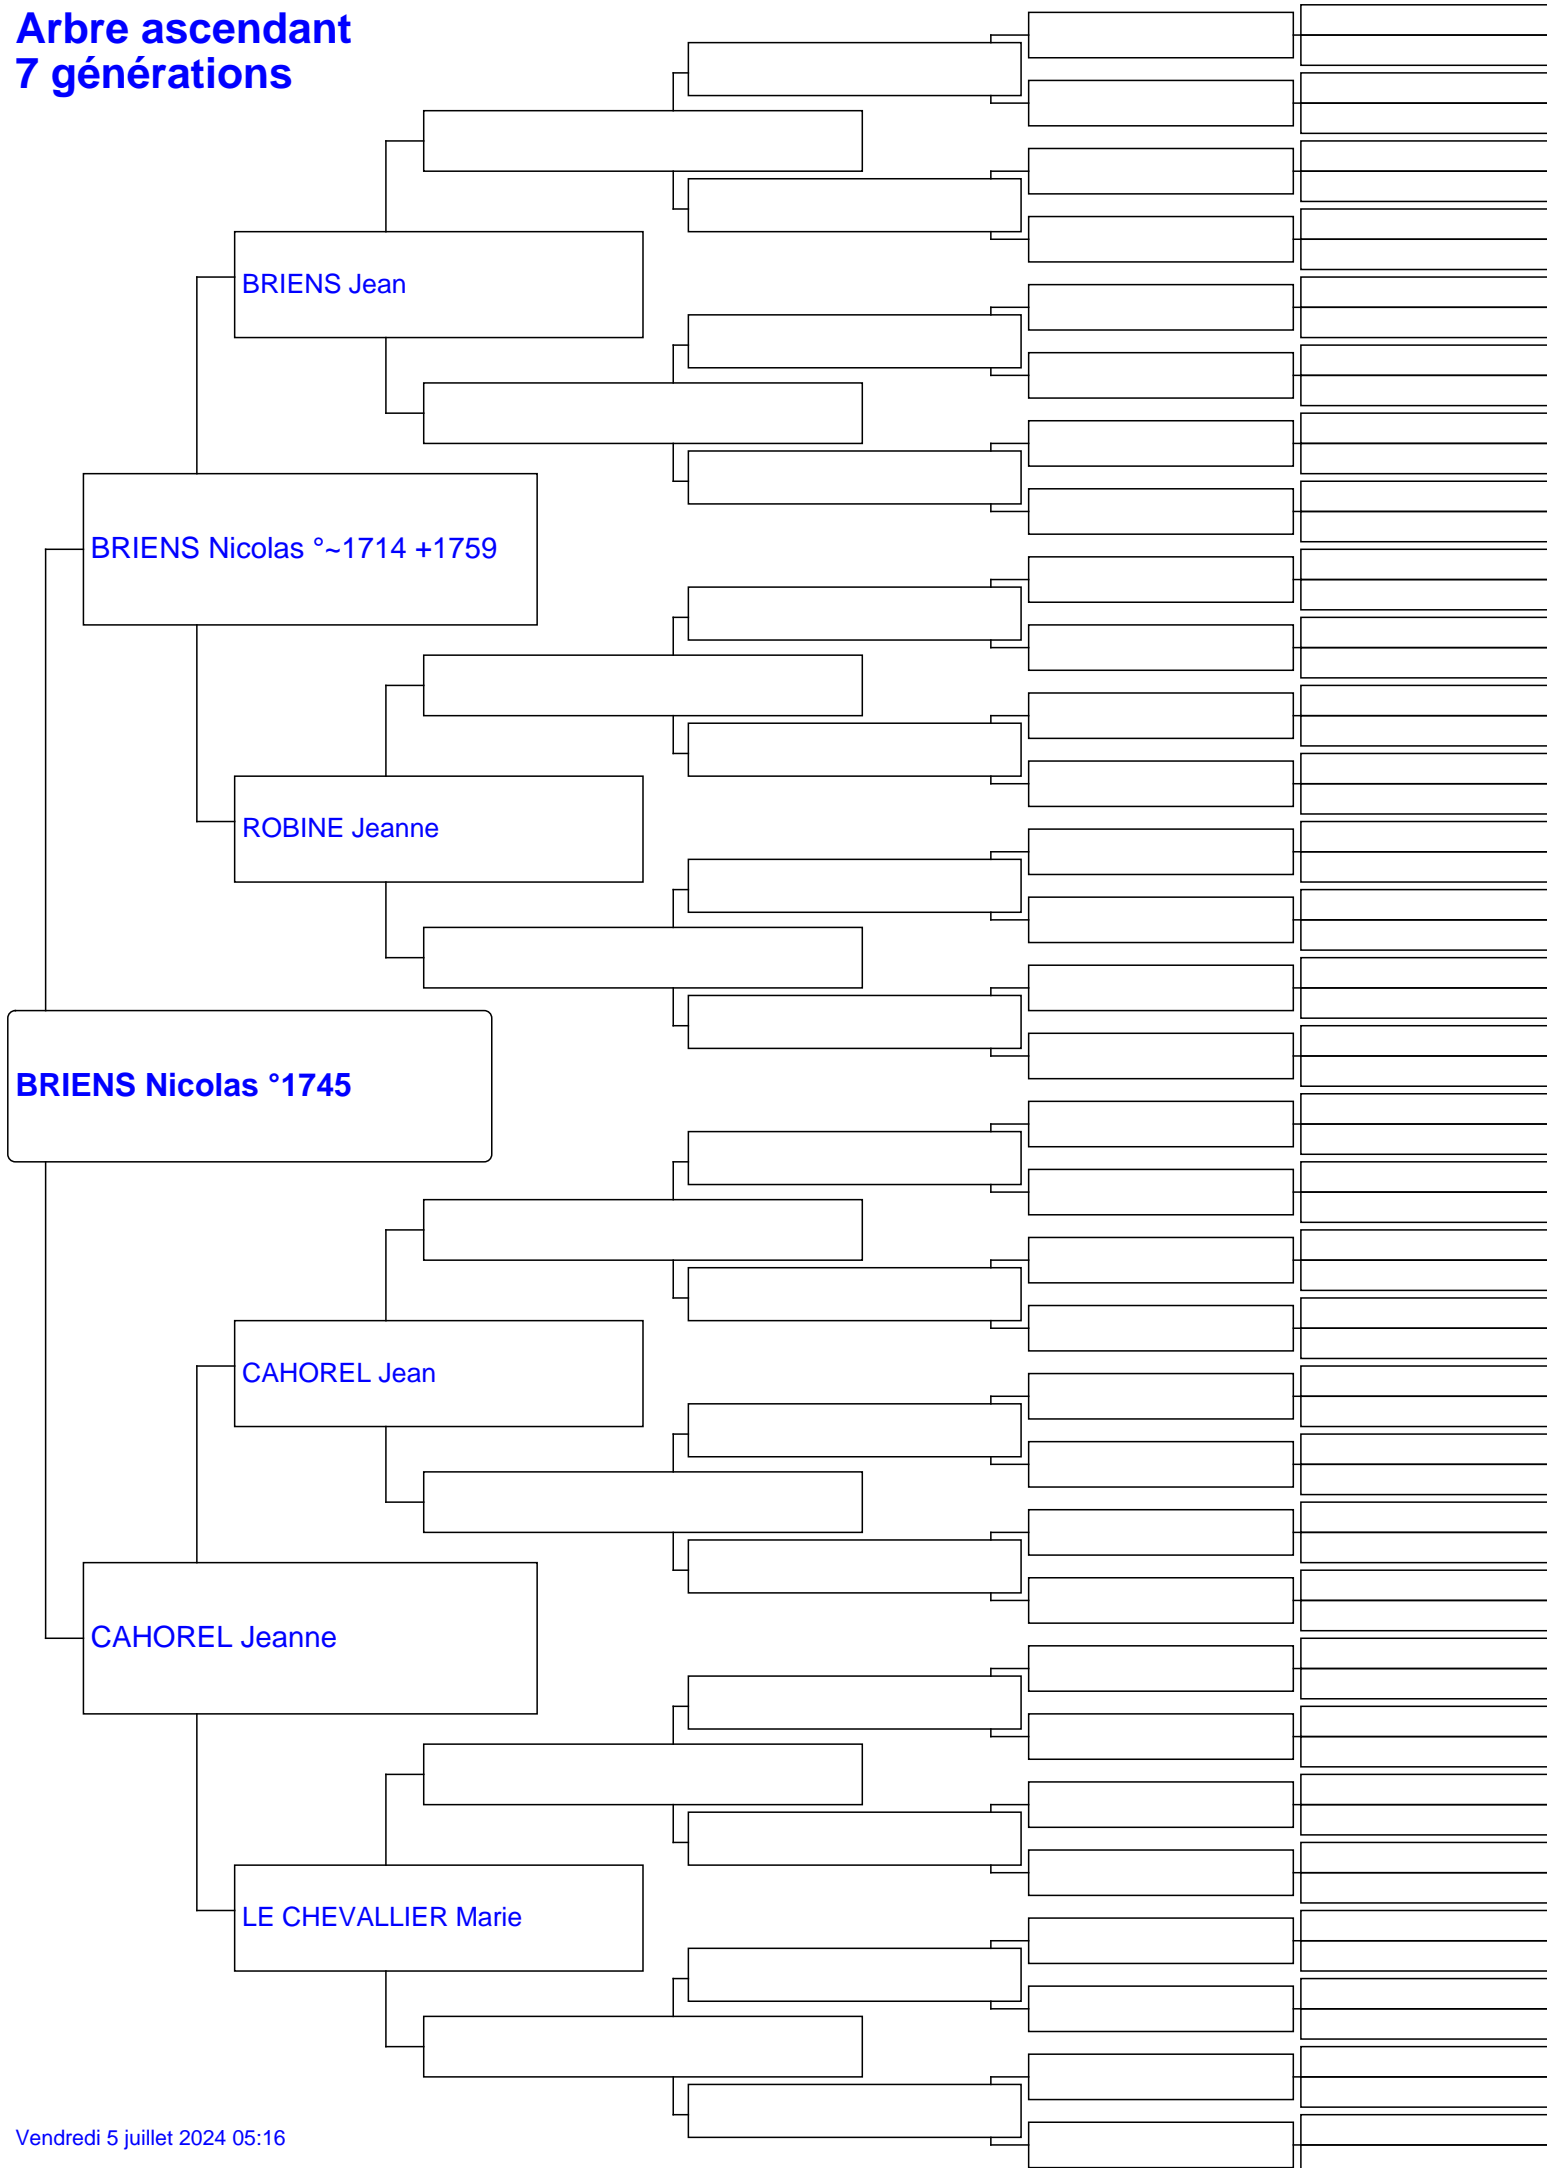 Arbre ascendant
7 générations
BRIENS Jean
BRIENS Nicolas °~1714 +1759
ROBINE Jeanne
BRIENS Nicolas °1745
CAHOREL Jean
CAHOREL Jeanne
LE CHEVALLIER Marie
Vendredi 5 juillet 2024 05:16